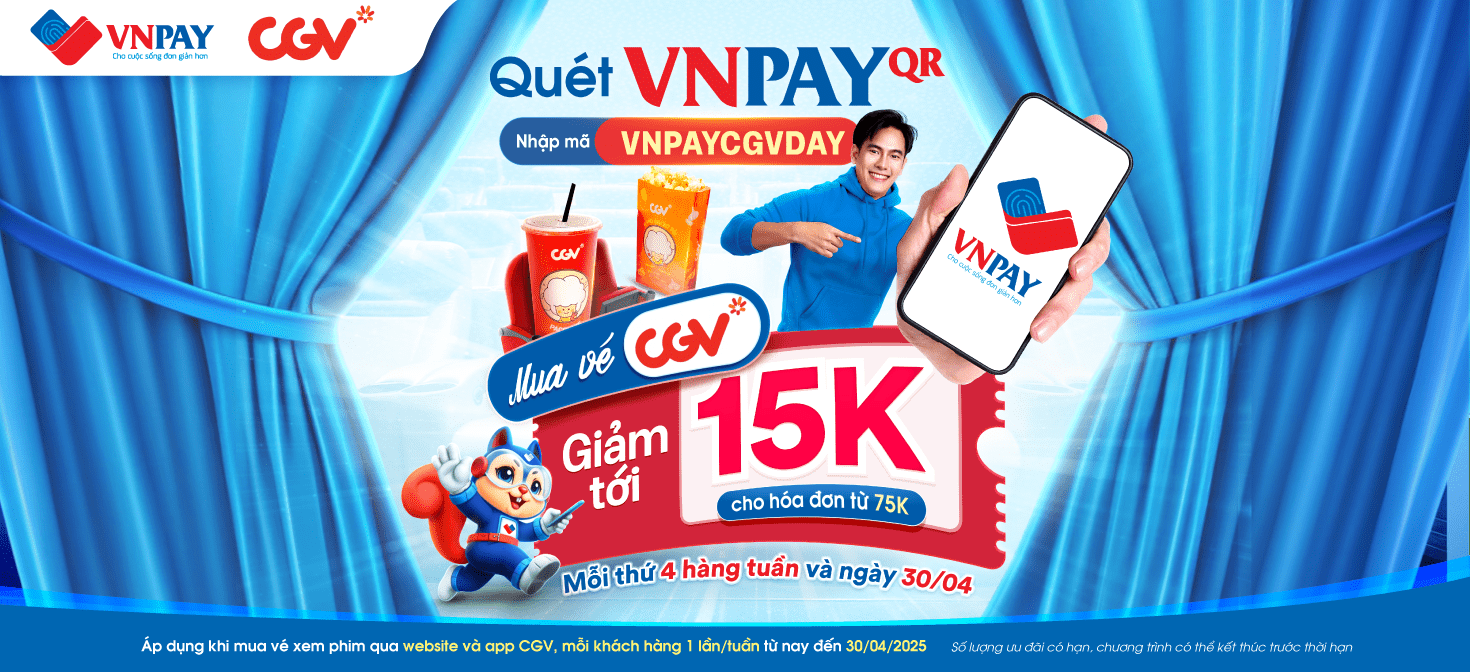 VNPAY
Cho cuộc sống đơn giản hơn
CGV
Quét VNPAYQR
Nhập mã VNPAYCGVDAY
CGV
CGV
VNPAY
Cho cuộc sống đơn giản hơn
Mua vé CGV
Giảm tới 15K
cho hóa đơn từ 75K
Mỗi thứ 4 hàng tuần và ngày 30/04
Áp dụng khi mua vé xem phim qua website và app CGV, mỗi khách hàng 1 lần/tuần từ nay đến 30/04/2025
Số lượng ưu đãi có hạn, chương trình có thể kết thúc trước thời hạn